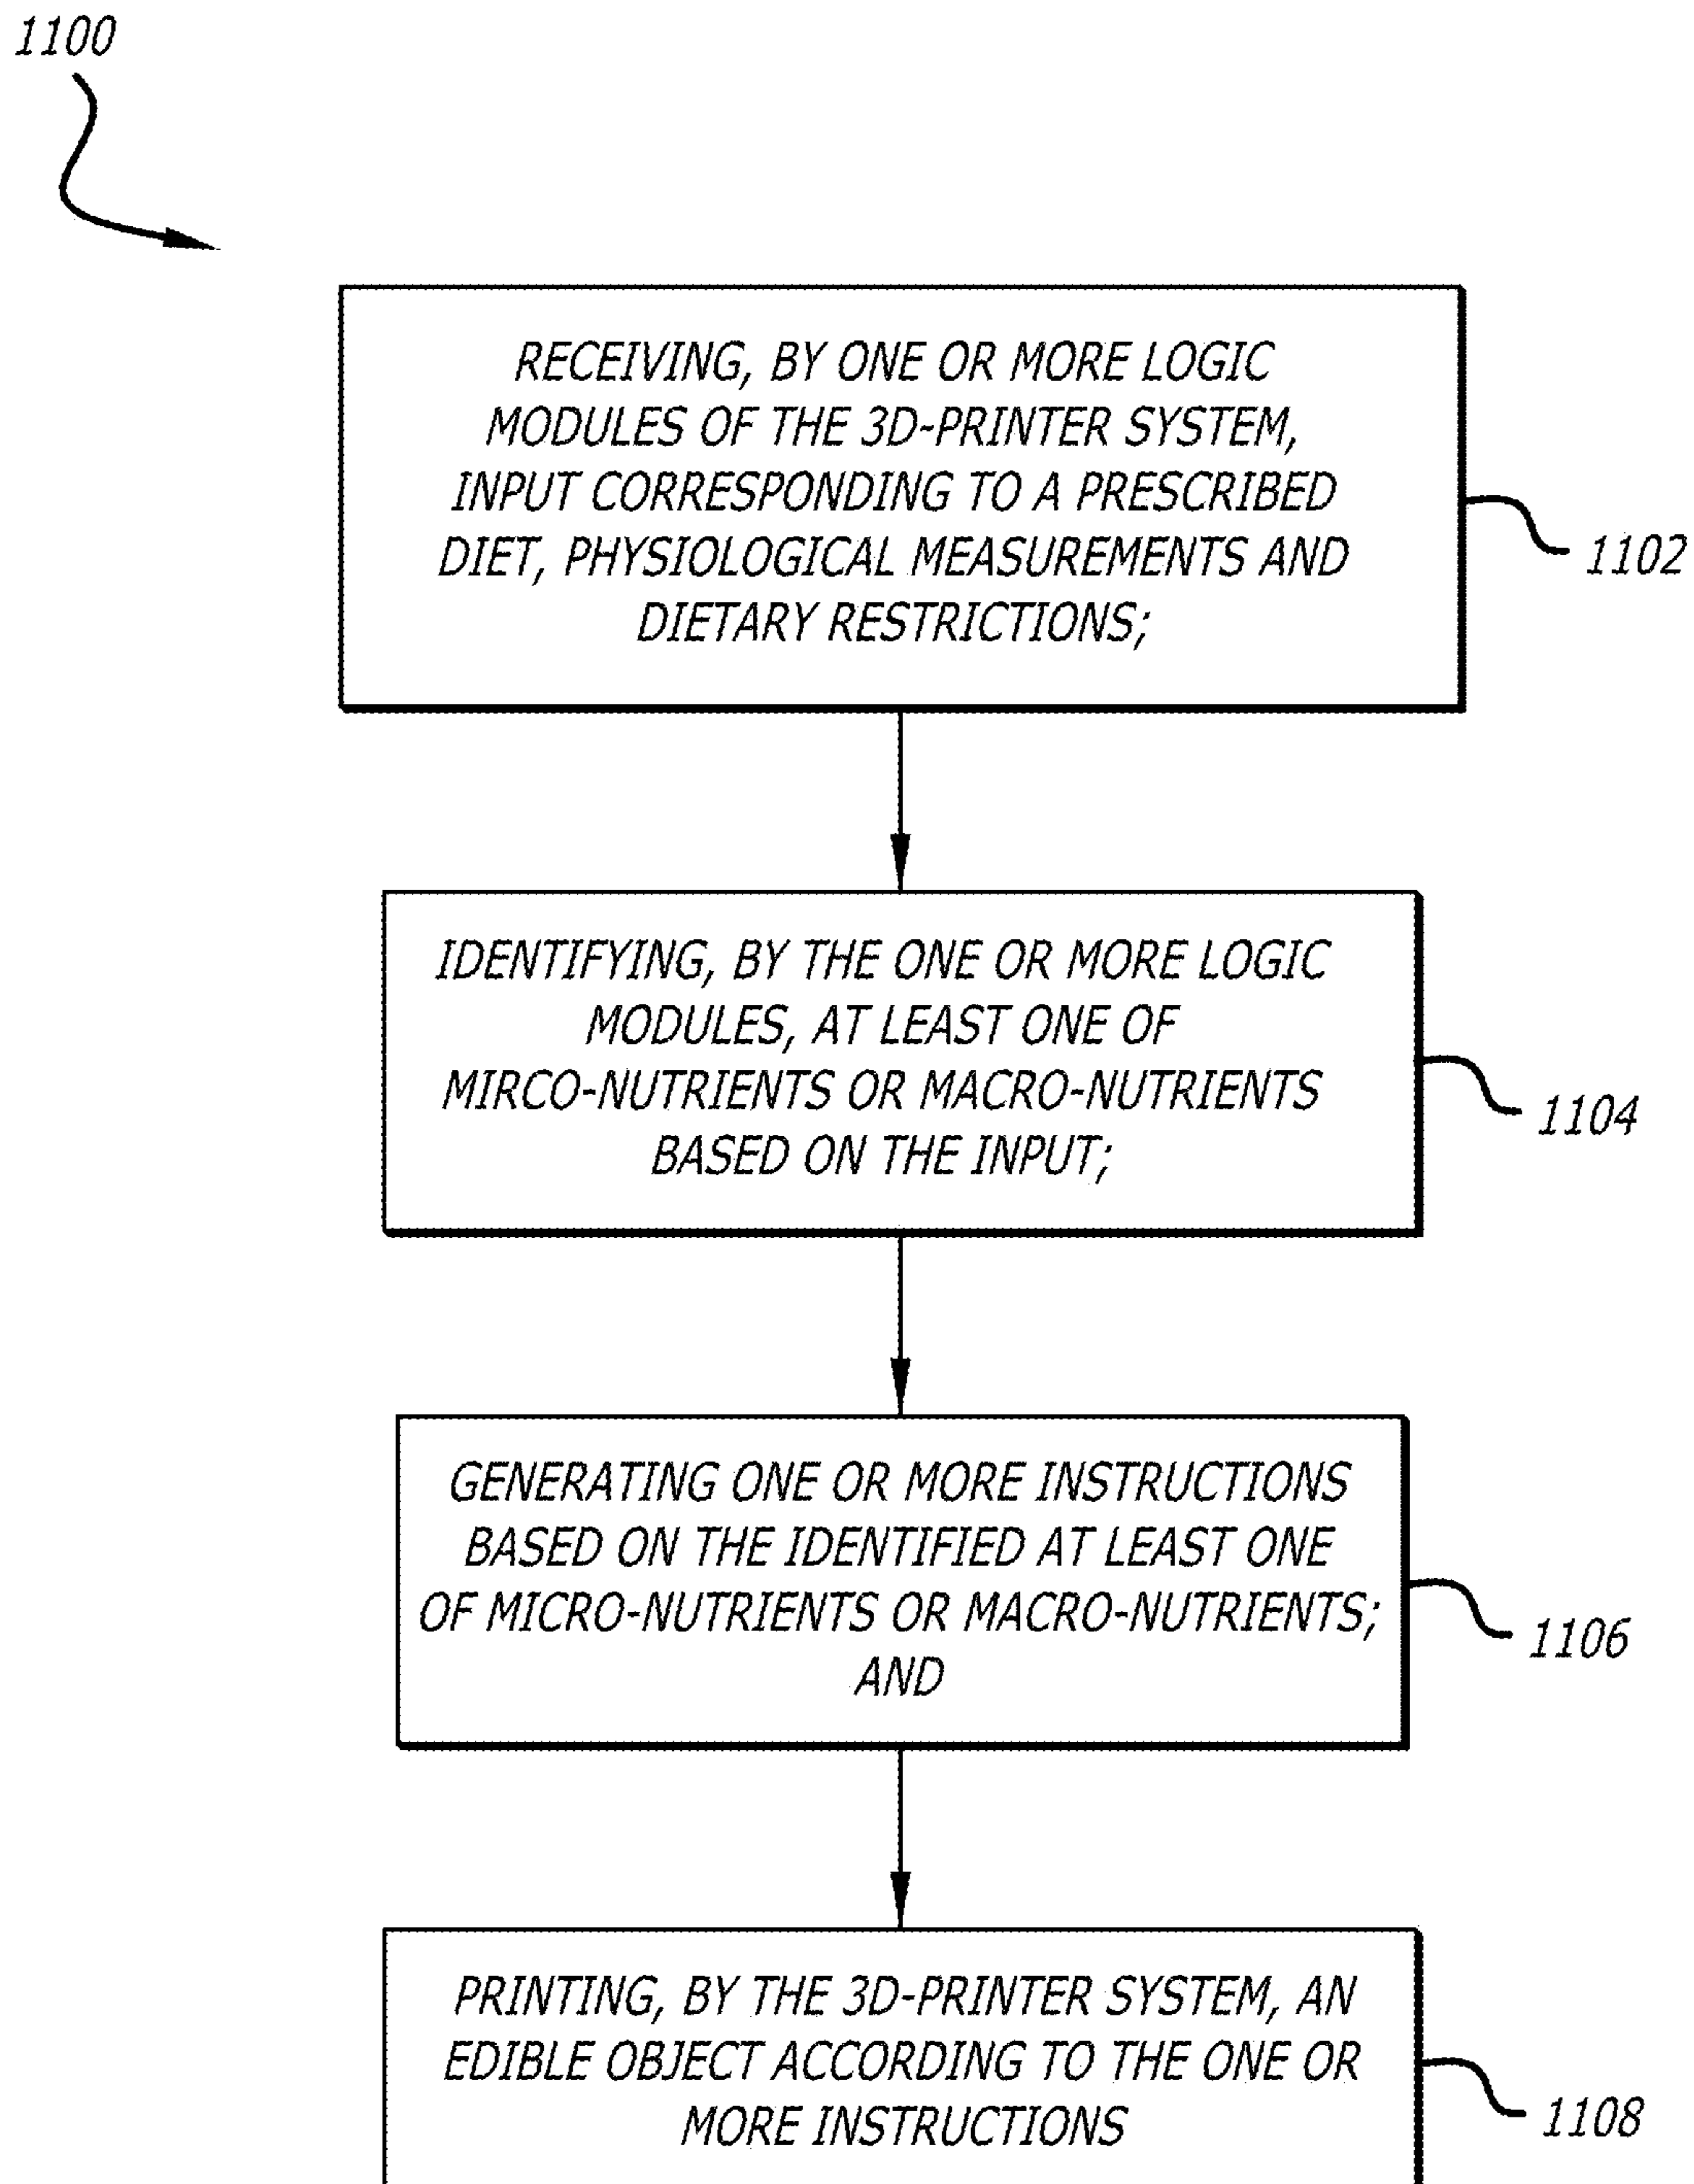 1100
RECEIVING, BY ONE OR MORE LOGIC
MODULES OF THE 3D-PRINTER SYSTEM,
INPUT CORRESPONDING TO A PRESCRIBED
DIET, PHYSIOLOGICAL MEASUREMENTS AND
DIETARY RESTRICTIONS;
1102
IDENTIFYING, BY THE ONE OR MORE LOGIC
MODULES, AT LEAST ONE OF
MIRCO-NUTRIENTS OR MACRO-NUTRIENTS
BASED ON THE INPUT;
1104
GENERATING ONE OR MORE INSTRUCTIONS
BASED ON THE IDENTIFIED AT LEAST ONE
OF MICRO-NUTRIENTS OR MACRO-NUTRIENTS;
AND
1106
PRINTING, BY THE 3D-PRINTER SYSTEM, AN
EDIBLE OBJECT ACCORDING TO THE ONE OR
MORE INSTRUCTIONS
1108